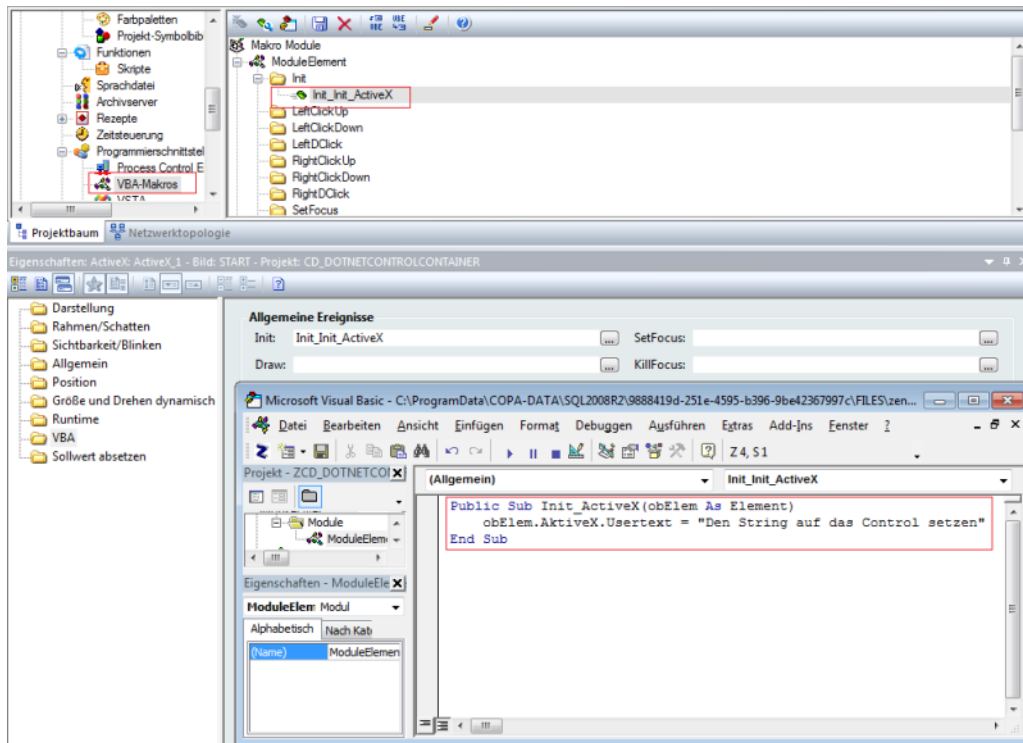 Farbpaletten
Projekt-Symbolbib
Funktionen
Skripte
Sprachdatei
Archivserver
Rezepte
Zeitsteuerung
Programmierschnittstel
Process Control E
VBA-Makros
VSTA
Projektbaum Netzwerktopologie
Makro Module
ModuleElement
Init
Init_Init_ActiveX
LeftClickUp
LeftClickDown
LeftDClick
RightClickUp
RightClickDown
RightDClick
SetFocus
Eigenschaften: ActiveX: ActiveX_1 - Bild: START - Projekt: CD_DOTNETCONTROLCONTAINER
Darstellung
Rahmen/Schatten
Sichtbarkeit/Blinken
Allgemein
Position
Größe und Drehen dynamisch
Runtime
VBA
Sollwert absetzen
Allgemeine Ereignisse
Init: Init_Init_ActiveX ... SetFocus: ...
Draw: ... KillFocus: ...
Microsoft Visual Basic - C:\ProgramData\COPA-DATA\SQL2008R2\9888419d-251e-4595-b396-9be42367997c\FILES\zen...
Datei Bearbeiten Ansicht Einfügen Format Debuggen Ausführen Extras Add-Ins Fenster ?
Z 4, S 1
Projekt - ZCD_DOTNETCO
Module
ModuleElem
Eigenschaften - ModuleEle
ModuleElem Modul
Alphabetisch Nach Kat
(Name) ModuleElemen
(Allgemein) Init_Init_ActiveX
Public Sub Init_ActiveX(obElem As Element)
obElem.AktiveX.Usertext = "Den String auf das Control setzen"
End Sub